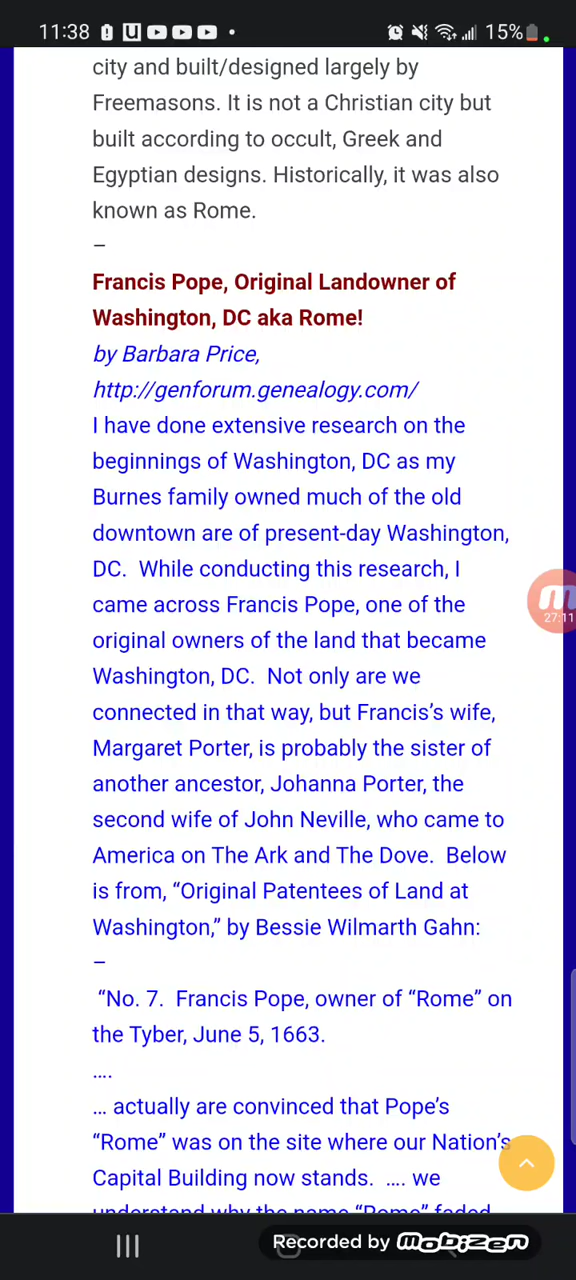 11:38
15%
city and built/designed largely by
Freemasons. It is not a Christian city but
built according to occult, Greek and
Egyptian designs. Historically, it was also
known as Rome.
–
Francis Pope, Original Landowner of
Washington, DC aka Rome!
by Barbara Price,
http://genforum.genealogy.com/
I have done extensive research on the
beginnings of Washington, DC as my
Burnes family owned much of the old
downtown are of present-day Washington,
DC.  While conducting this research, I
came across Francis Pope, one of the
original owners of the land that became
Washington, DC.  Not only are we
connected in that way, but Francis’s wife,
Margaret Porter, is probably the sister of
another ancestor, Johanna Porter, the
second wife of John Neville, who came to
America on The Ark and The Dove.  Below
is from, “Original Patentees of Land at
Washington,” by Bessie Wilmarth Gahn:
–
“No. 7.  Francis Pope, owner of “Rome” on
the Tyber, June 5, 1663.
….
… actually are convinced that Pope’s
“Rome” was on the site where our Nation’s
Capital Building now stands.  …. we
understand why the name “Rome” faded
27:11
Recorded by mobizen